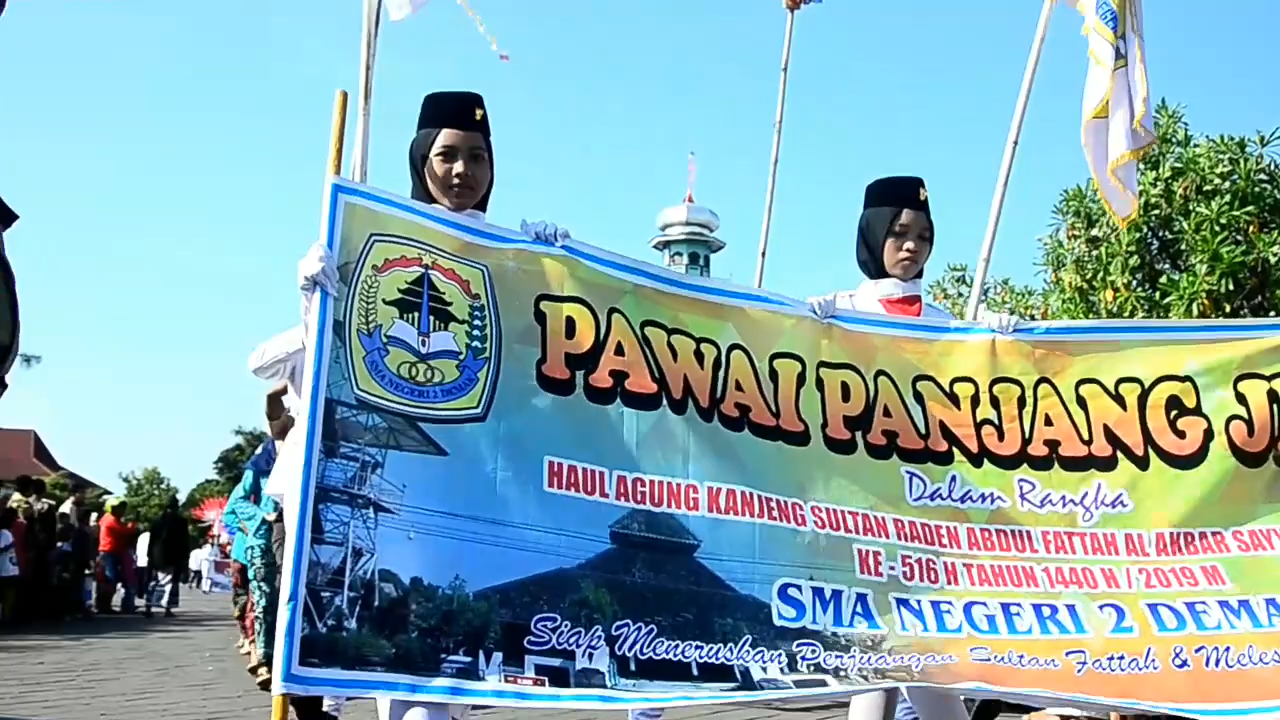 SMA NEGERI 2 DEMAK
PAWAI PANJANG
Dalam Rangka
HAUL AGUNG KANJENG SULTAN RADEN ABDUL FATTAH AL AKBAR
KE - 516 H TAHUN 1440 H / 2019 M
SMA NEGERI 2
Siap Meneruskan Perjuangan Sultan Fattah &